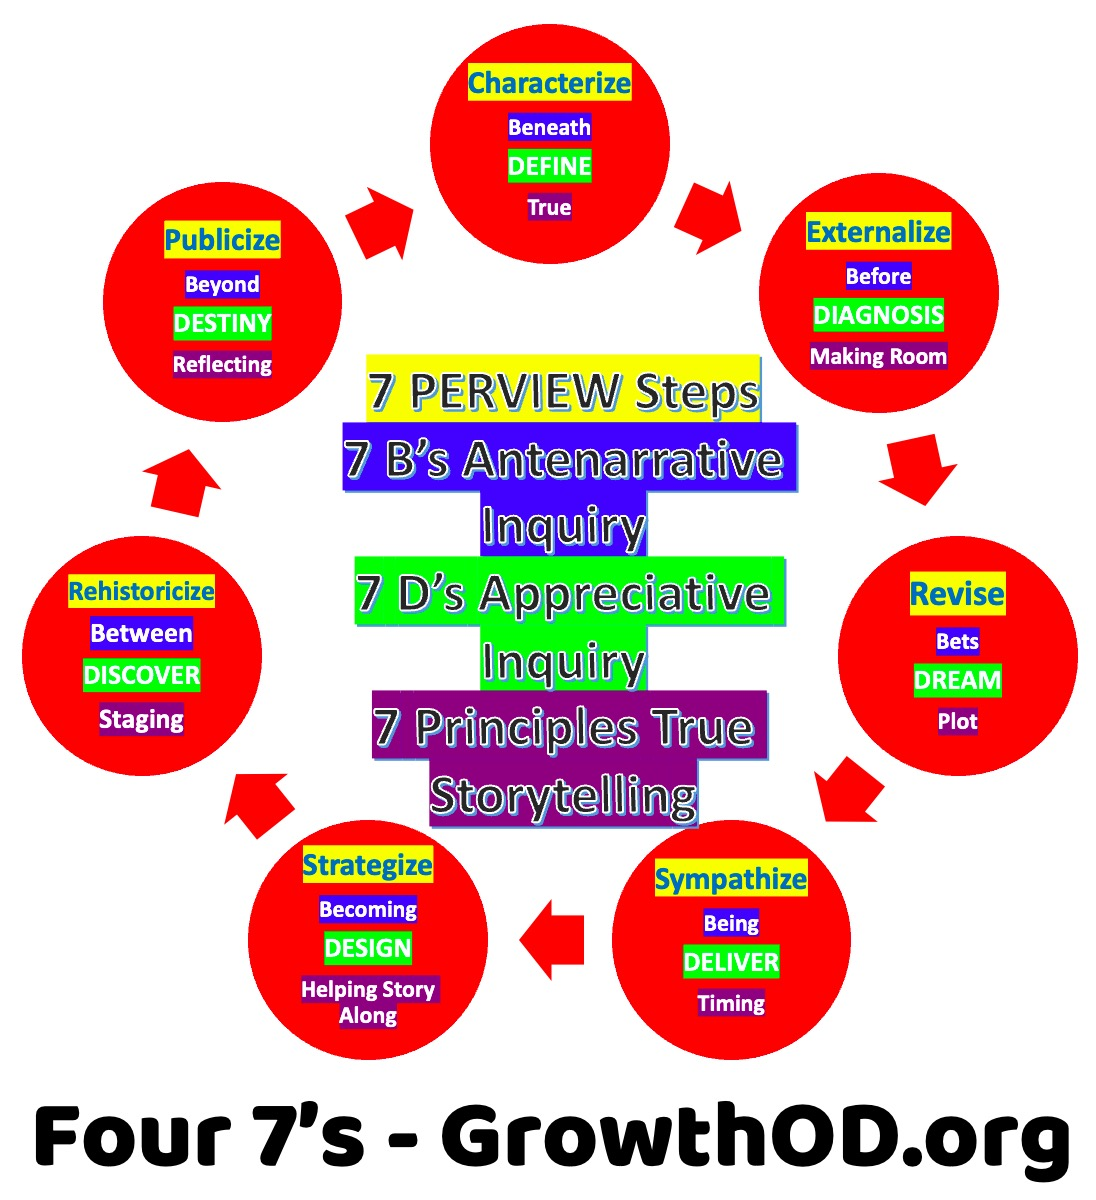 Characterize
Beneath
DEFINE
True
Externalize
Before
DIAGNOSIS
Making Room
Revise
Bets
DREAM
Plot
Sympathize
Being
DELIVER
Timing
Strategize
Becoming
DESIGN
Helping Story
Along
Rehistoricize
Between
DISCOVER
Staging
Publicize
Beyond
DESTINY
Reflecting
7 PERVIEW Steps
7 B’s Antenarrative
Inquiry
7 D’s Appreciative
Inquiry
7 Principles True
Storytelling
Four 7’s - GrowthOD.org